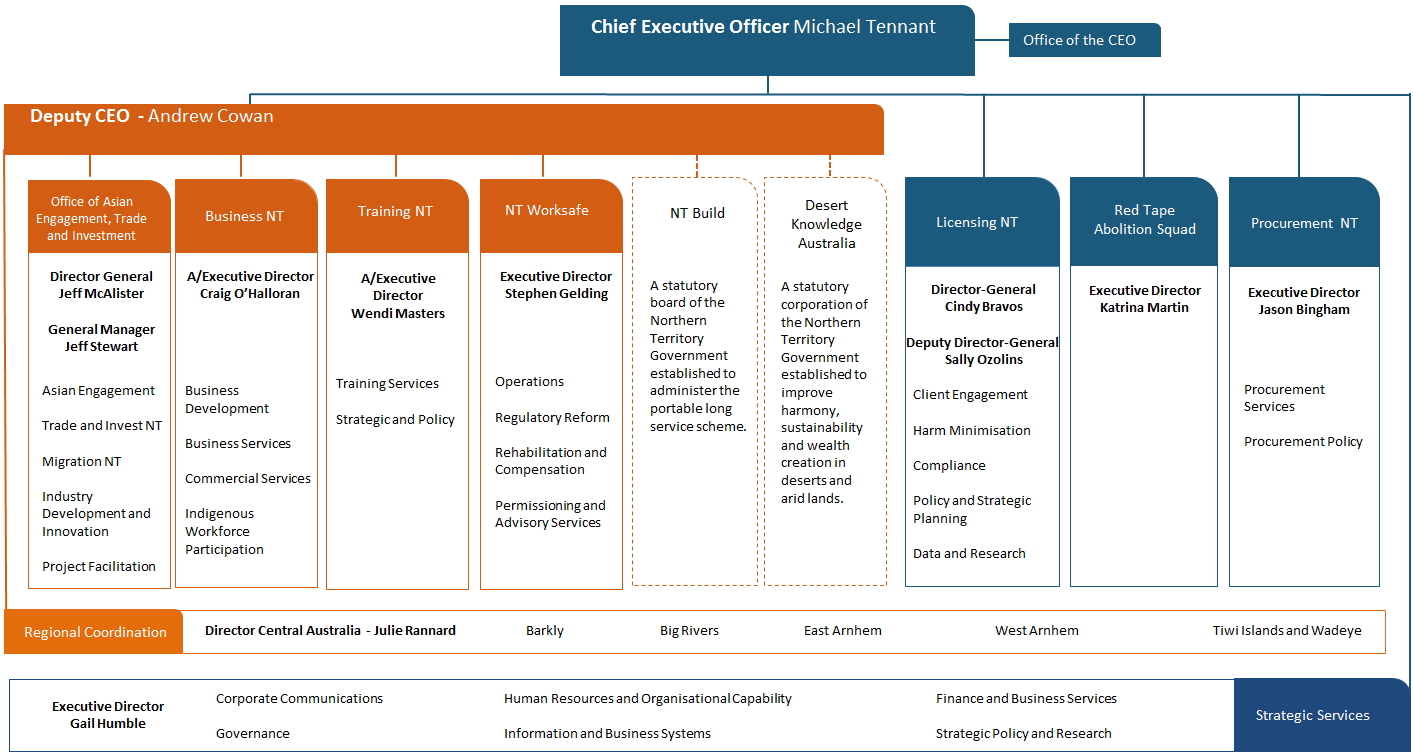 Chief Executive Officer Michael Tennant
Office of the CEO
Deputy CEO - Andrew Cowan
Office of Asian
Engagement, Trade
and Investment
Director General
Jeff McAlister
General Manager
Jeff Stewart
Asian Engagement
Trade and Invest NT
Migration NT
Industry
Development and
Innovation
Project Facilitation
Business NT
A/Executive Director
Craig O’Halloran
Business
Development
Business Services
Commercial Services
Indigenous
Workforce
Participation
Training NT
A/Executive
Director
Wendi Masters
Training Services
Strategic and Policy
NT Worksafe
Executive Director
Stephen Gelding
Operations
Regulatory Reform
Rehabilitation and
Compensation
Permissioning and
Advisory Services
NT Build
A statutory
board of the
Northern
Territory
Government
established to
administer the
portable long
service scheme.
Desert
Knowledge
Australia
A statutory
corporation of
the Northern
Territory
Government
established to
improve
harmony,
sustainability
and wealth
creation in
deserts and
arid lands.
Licensing NT
Director-General
Cindy Bravos
Deputy Director-General
Sally Ozolins
Client Engagement
Harm Minimisation
Compliance
Policy and Strategic
Planning
Data and Research
Red Tape
Abolition Squad
Executive Director
Katrina Martin
Procurement NT
Executive Director
Jason Bingham
Procurement
Services
Procurement Policy
Regional Coordination
Director Central Australia - Julie Rannard
Barkly
Big Rivers
East Arnhem
West Arnhem
Tiwi Islands and Wadeye
Executive Director
Gail Humble
Corporate Communications
Governance
Human Resources and Organisational Capability
Information and Business Systems
Finance and Business Services
Strategic Policy and Research
Strategic Services